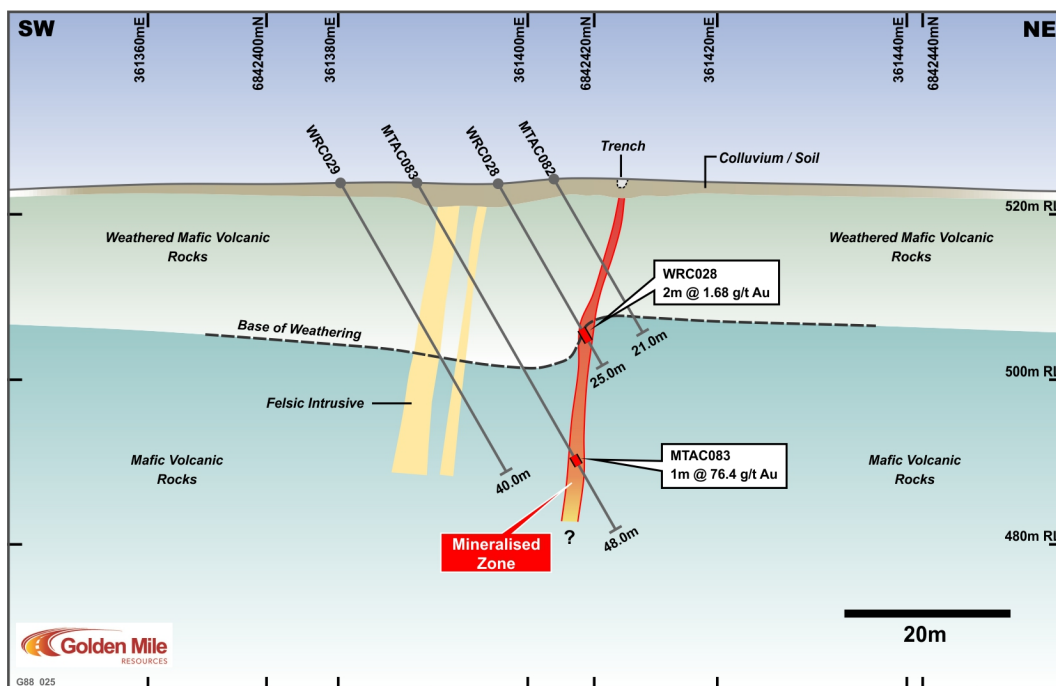 SW
NE
361360mE
6842400mN
361380mE
361400mE
6842420mN
361420mE
361440mE
6842440mN
WRC029
MTAC083
WRC028
MTAC082
Trench
Colluvium / Soil
520m RL
Weathered Mafic Volcanic
Rocks
Weathered Mafic Volcanic
Rocks
WRC028
2m @ 1.68 g/t Au
Base of Weathering
21.0m
25.0m
500m RL
Felsic Intrusive
Mafic Volcanic
Rocks
MTAC083
1m @ 76.4 g/t Au
Mafic Volcanic
Rocks
40.0m
48.0m
Mineralised
Zone
?
480m RL
20m
Golden Mile
RESOURCES
G88_025